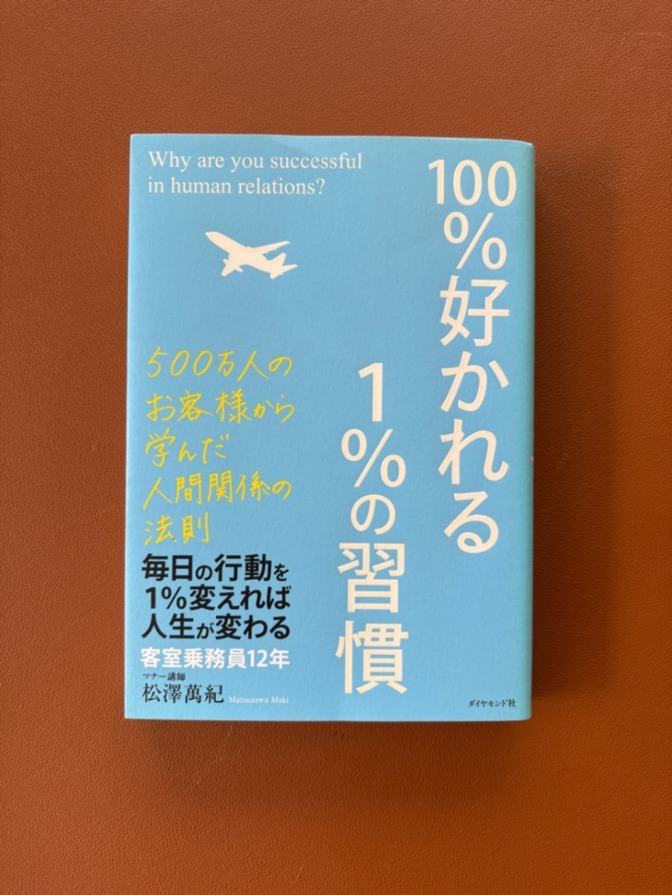 Why are you successful
in human relations?
100%好かれる
1%の習慣
500万人の
お客様から
学んだ
人間関係の
法則
毎日の行動を
1%変えれば
人生が変わる
客室乗務員12年
マナー講師
松澤萬紀 Matsuzawa Maki
ダイヤモンド社